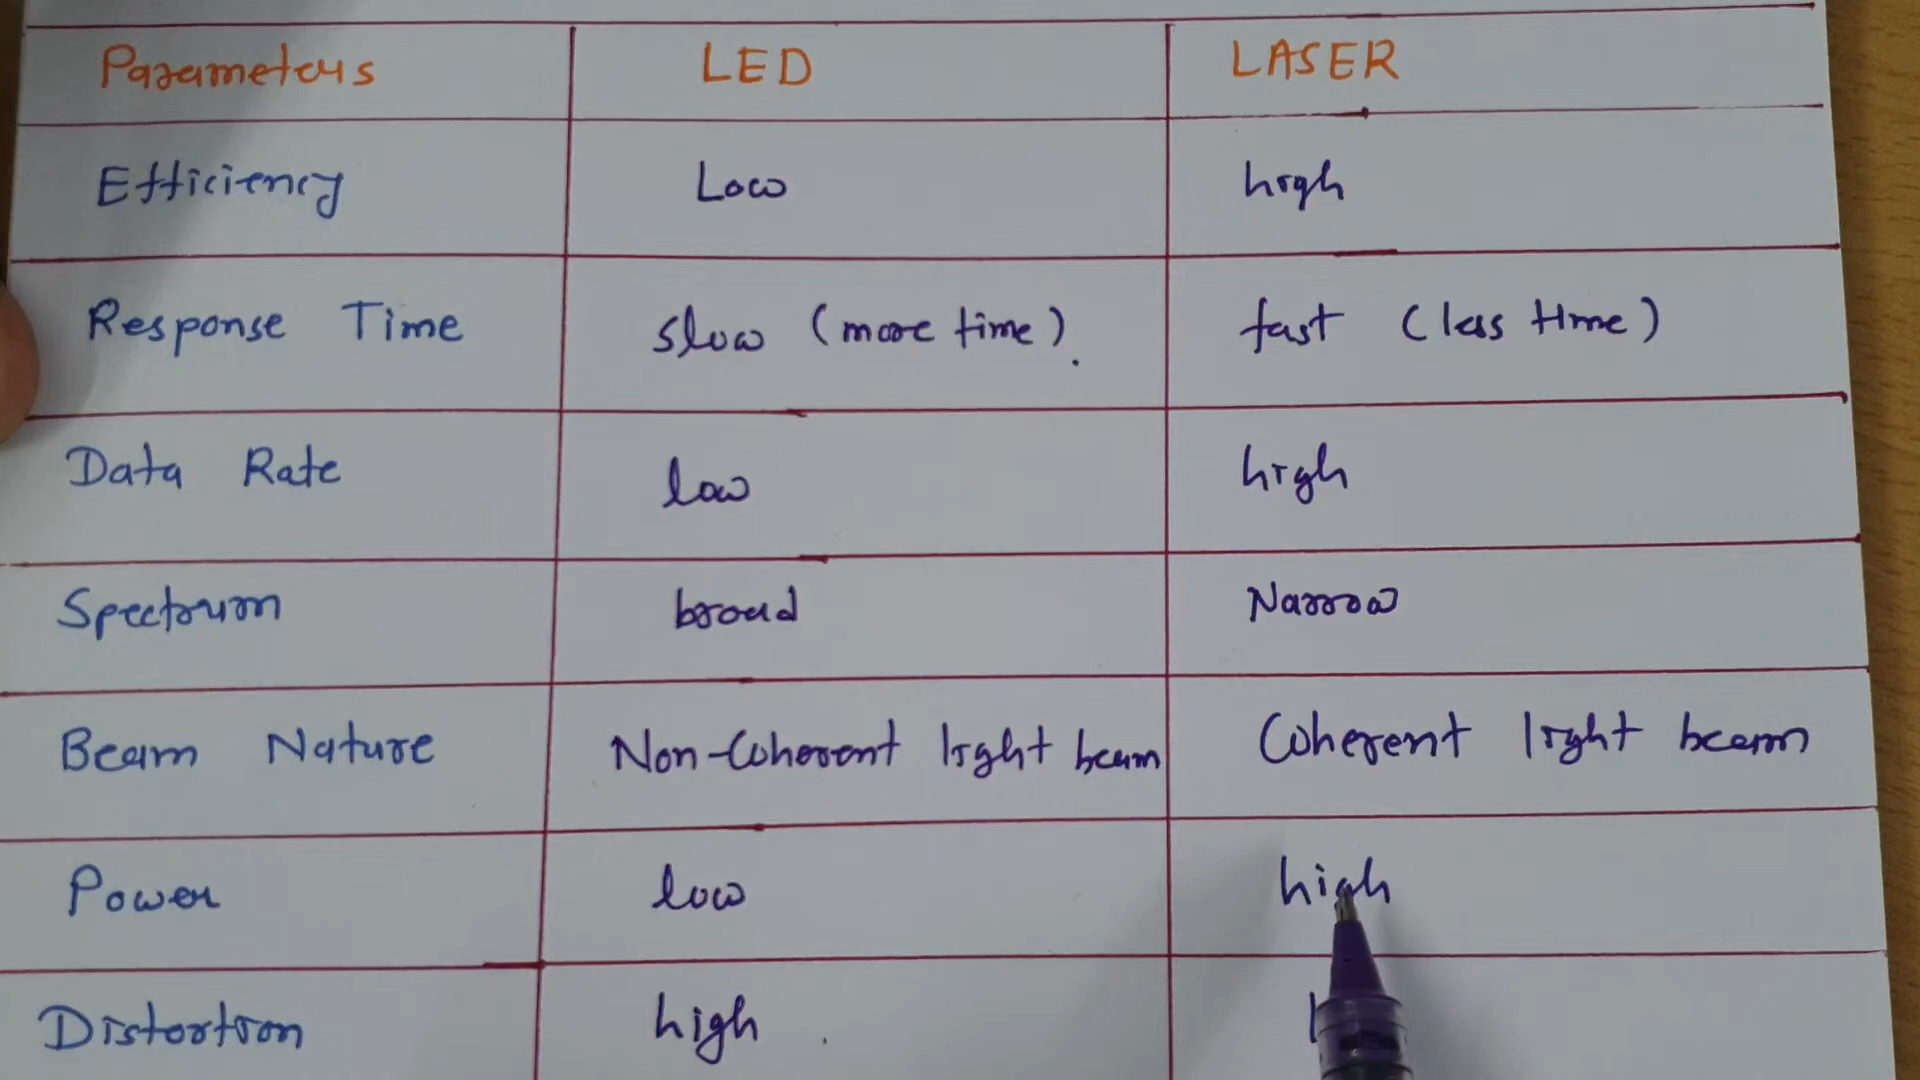 Parameters LED LASER
Efficiency Low high
Response Time slow (more time). fast (less time)
Data Rate low high
Spectrum broad Narrow
Beam Nature Non-Coherent light beam Coherent light beam
Power low high
Distortion high